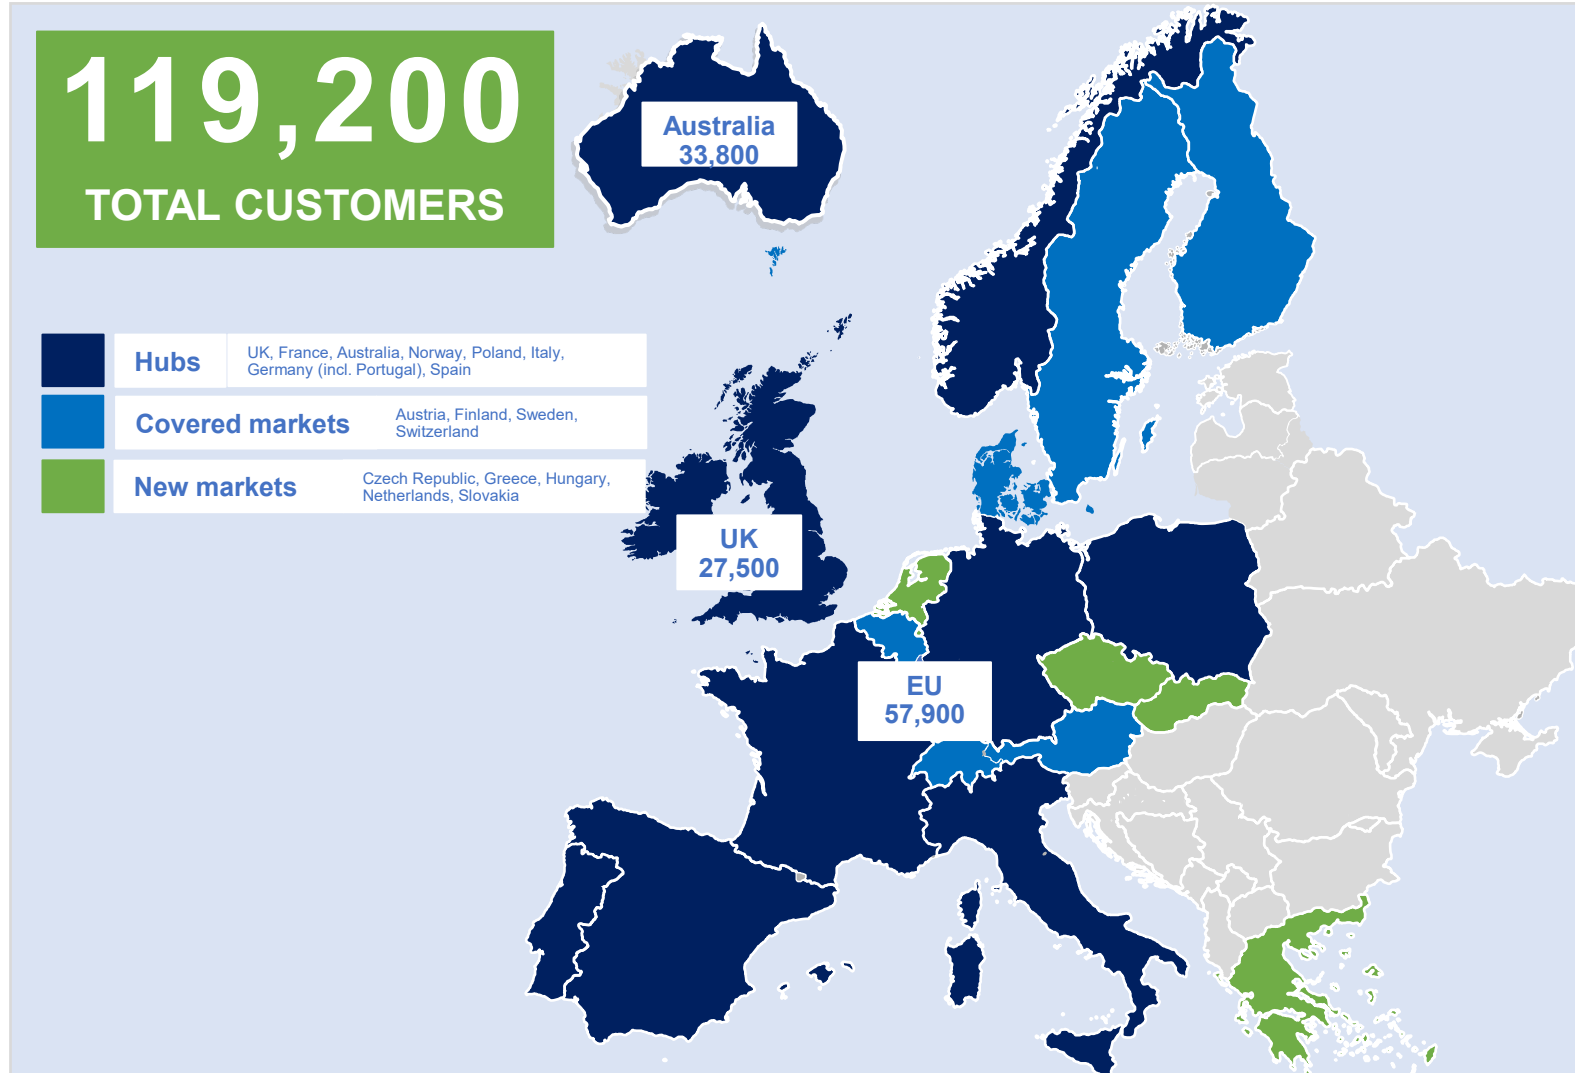 119,200
TOTAL CUSTOMERS
Australia
33,800
Hubs
UK, France, Australia, Norway, Poland, Italy,
Germany (incl. Portugal), Spain
Covered markets
Austria, Finland, Sweden,
Switzerland
New markets
Czech Republic, Greece, Hungary,
Netherlands, Slovakia
UK
27,500
EU
57,900